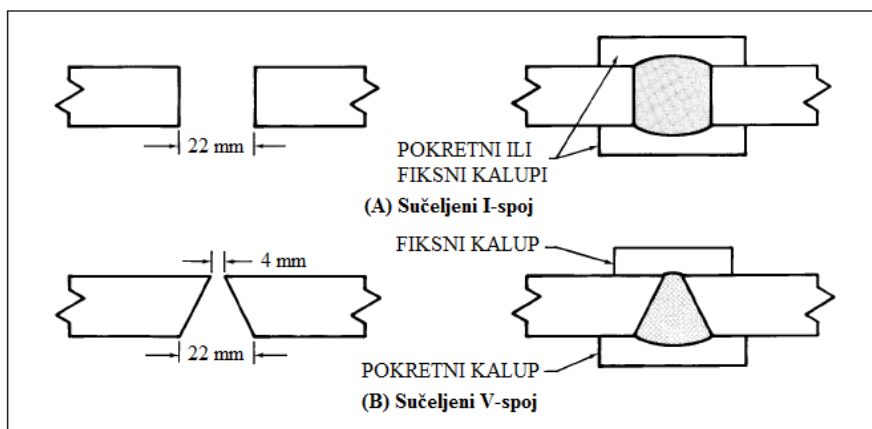 22 mm
POKRETNI ILI
FIKSNI KALUPI
(A) Sučeljeni I-spoj
FIKSNI KALUP
4 mm
22 mm
POKRETNI KALUP
(B) Sučeljeni V-spoj